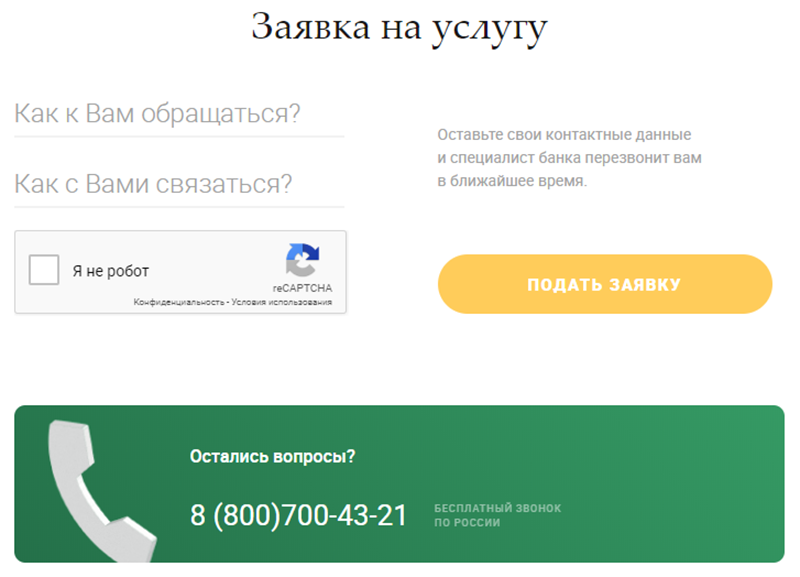 Заявка на услугу
Как к Вам обращаться?
Как с Вами связаться?
Я не робот
reCAPTCHA
Конфиденциальность - Условия использования
Оставьте свои контактные данные
и специалист банка перезвонит вам
в ближайшее время.
ПОДАТЬ ЗАЯВКУ
Остались вопросы?
8 (800)700-43-21
БЕСПЛАТНЫЙ ЗВОНОК
ПО РОССИИ